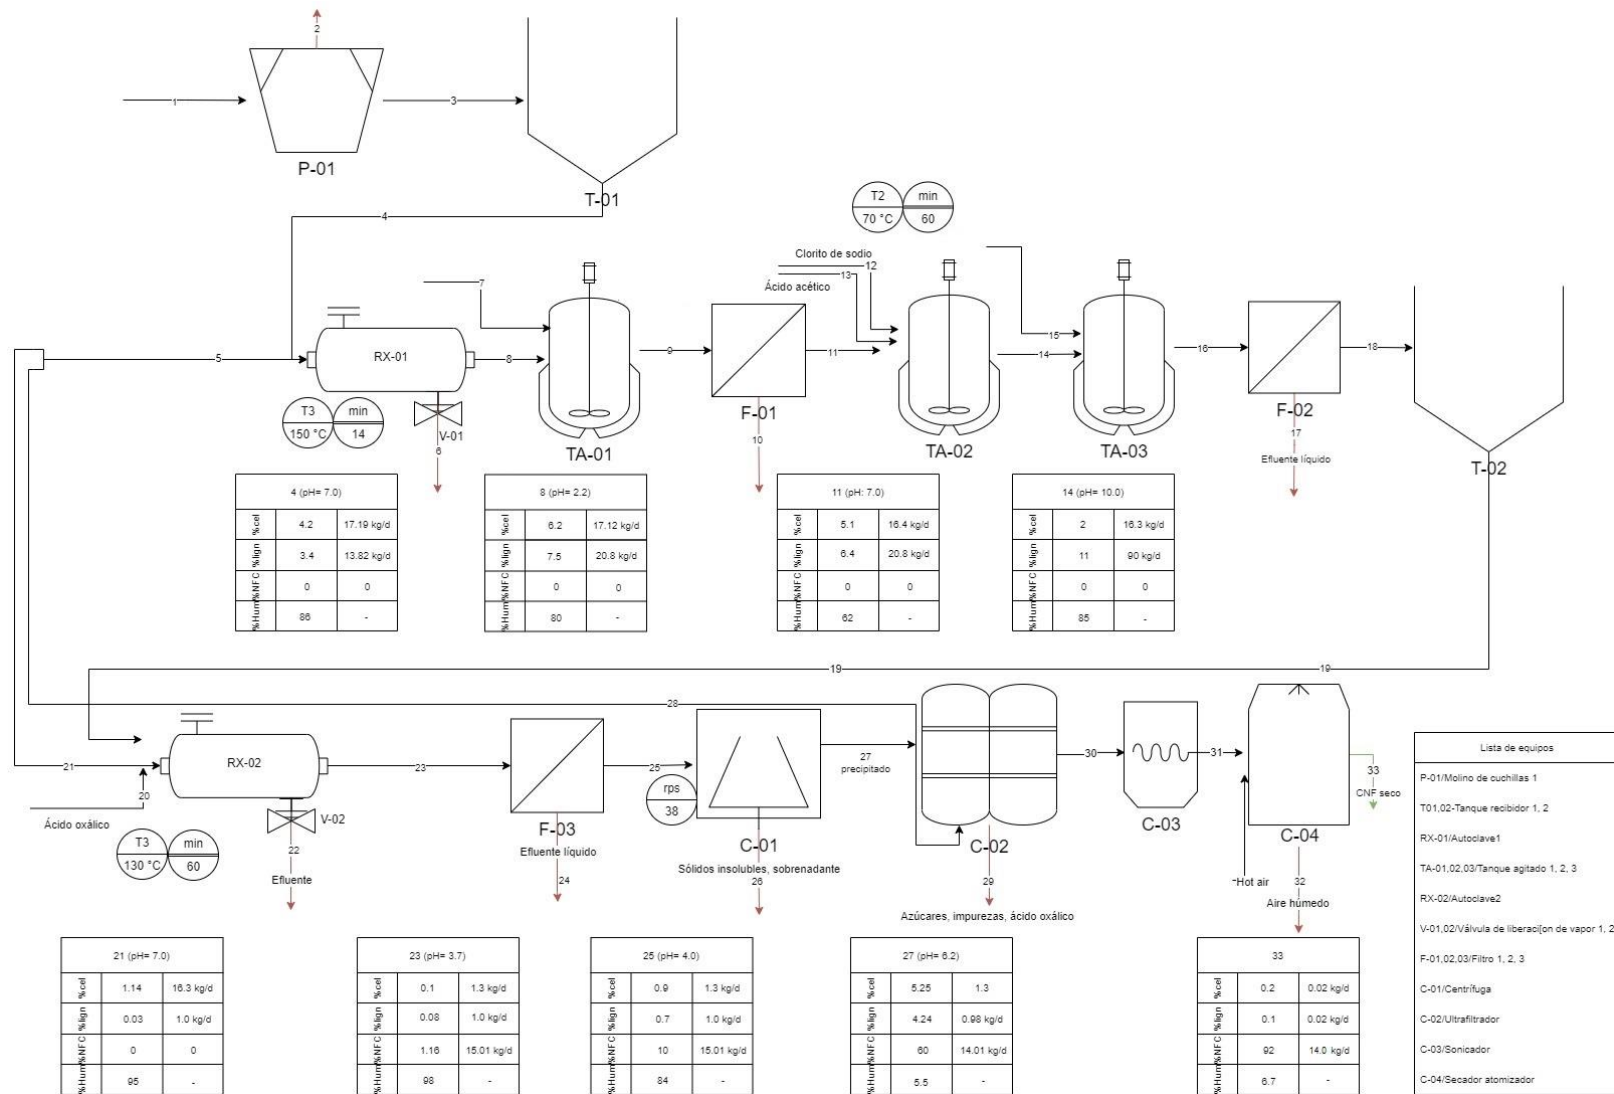 2
1
3
P-01
T-01
4
T2
70 °C
min
60
Clorito de sodio
12
13
Ácido acético
7
15
5
RX-01
8
9
11
14
16
18
T3
150 °C
min
14
V-01
6
TA-01
F-01
10
TA-02
TA-03
F-02
17
Efluente líquido
T-02
4 (pH= 7.0)
%cel 4.2 17.19 kg/d
%lign 3.4 13.82 kg/d
%NFC 0 0
%Hum 86 -
8 (pH= 2.2)
%cel 6.2 17.12 kg/d
%lign 7.5 20.8 kg/d
%NFC 0 0
%Hum 80 -
11 (pH: 7.0)
%cel 5.1 16.4 kg/d
%lign 6.4 20.8 kg/d
%NFC 0 0
%Hum 62 -
14 (pH= 10.0)
%cel 2 16.3 kg/d
%lign 11 90 kg/d
%NFC 0 0
%Hum 85 -
19
19
28
21
20
Ácido oxálico
RX-02
23
25
27
precipitado
30
31
33
CNF seco
T3
130 °C
min
60
V-02
22
Efluente
F-03
Efluente líquido
24
rps
38
C-01
Sólidos insolubles, sobrenadante
26
C-02
29
Azúcares, impurezas, ácido oxálico
C-03
C-04
Hot air
32
Aire húmedo
21 (pH= 7.0)
%cel 1.14 16.3 kg/d
%lign 0.03 1.0 kg/d
%NFC 0 0
%Hum 95 -
23 (pH= 3.7)
%cel 0.1 1.3 kg/d
%lign 0.08 1.0 kg/d
%NFC 1.16 15.01 kg/d
%Hum 98 -
25 (pH= 4.0)
%cel 0.9 1.3 kg/d
%lign 0.7 1.0 kg/d
%NFC 10 15.01 kg/d
%Hum 84 -
27 (pH= 6.2)
%cel 5.25 1.3
%lign 4.24 0.98 kg/d
%NFC 60 14.01 kg/d
%Hum 5.5 -
33
%cel 0.2 0.02 kg/d
%lign 0.1 0.02 kg/d
%NFC 92 14.0 kg/d
%Hum 6.7 -
Lista de equipos
P-01/Molino de cuchillas 1
T01,02-Tanque recibidor 1, 2
RX-01/Autoclave1
TA-01,02,03/Tanque agitado 1, 2, 3
RX-02/Autoclave2
V-01,02/Válvula de liberaci[on de vapor 1, 2
F-01,02,03/Filtro 1, 2, 3
C-01/Centrífuga
C-02/Ultrafiltrador
C-03/Sonicador
C-04/Secador atomizador